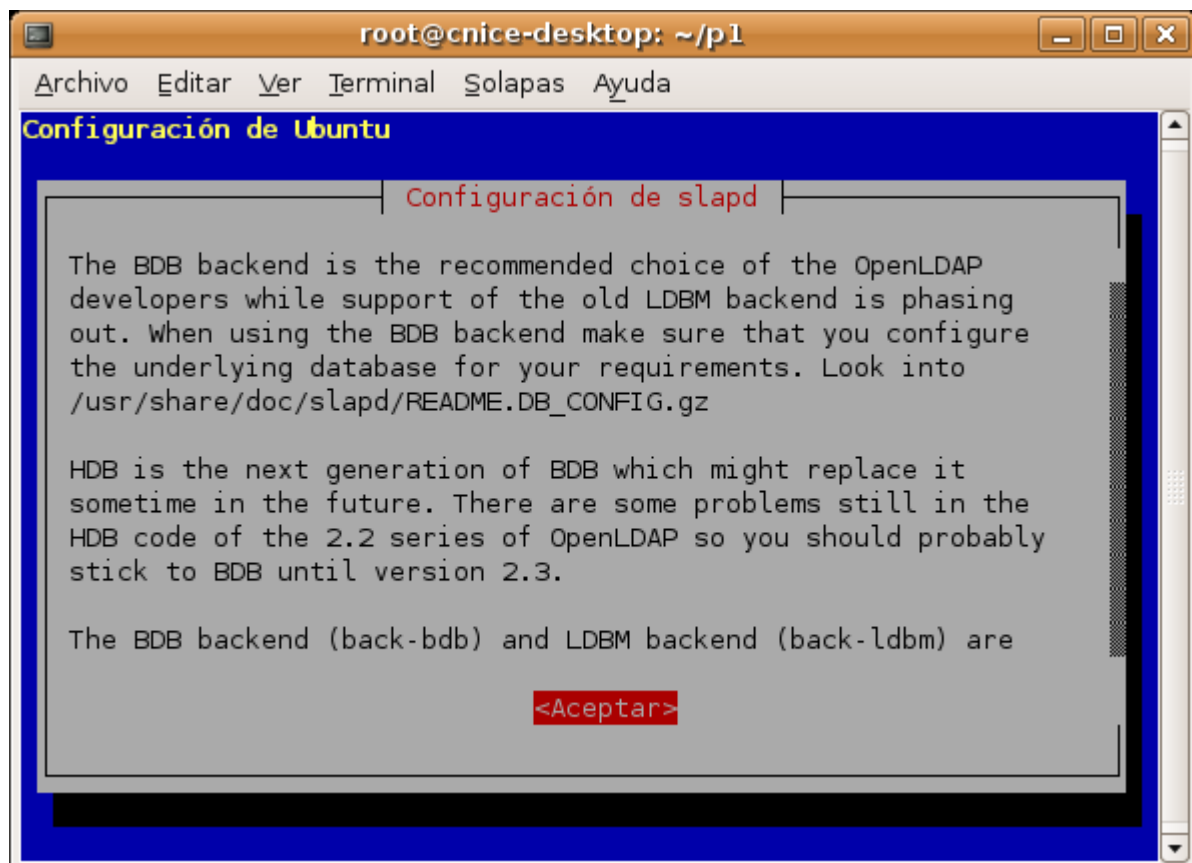 root@cnice-desktop: ~/p1
Archivo Editar Ver Terminal Solapas Ayuda
Configuración de Ubuntu
Configuración de slapd
The BDB backend is the recommended choice of the OpenLDAP
developers while support of the old LDBM backend is phasing
out. When using the BDB backend make sure that you configure
the underlying database for your requirements. Look into
/usr/share/doc/slapd/README.DB_CONFIG.gz
HDB is the next generation of BDB which might replace it
sometime in the future. There are some problems still in the
HDB code of the 2.2 series of OpenLDAP so you should probably
stick to BDB until version 2.3.
The BDB backend (back-bdb) and LDBM backend (back-ldbm) are
<Aceptar>